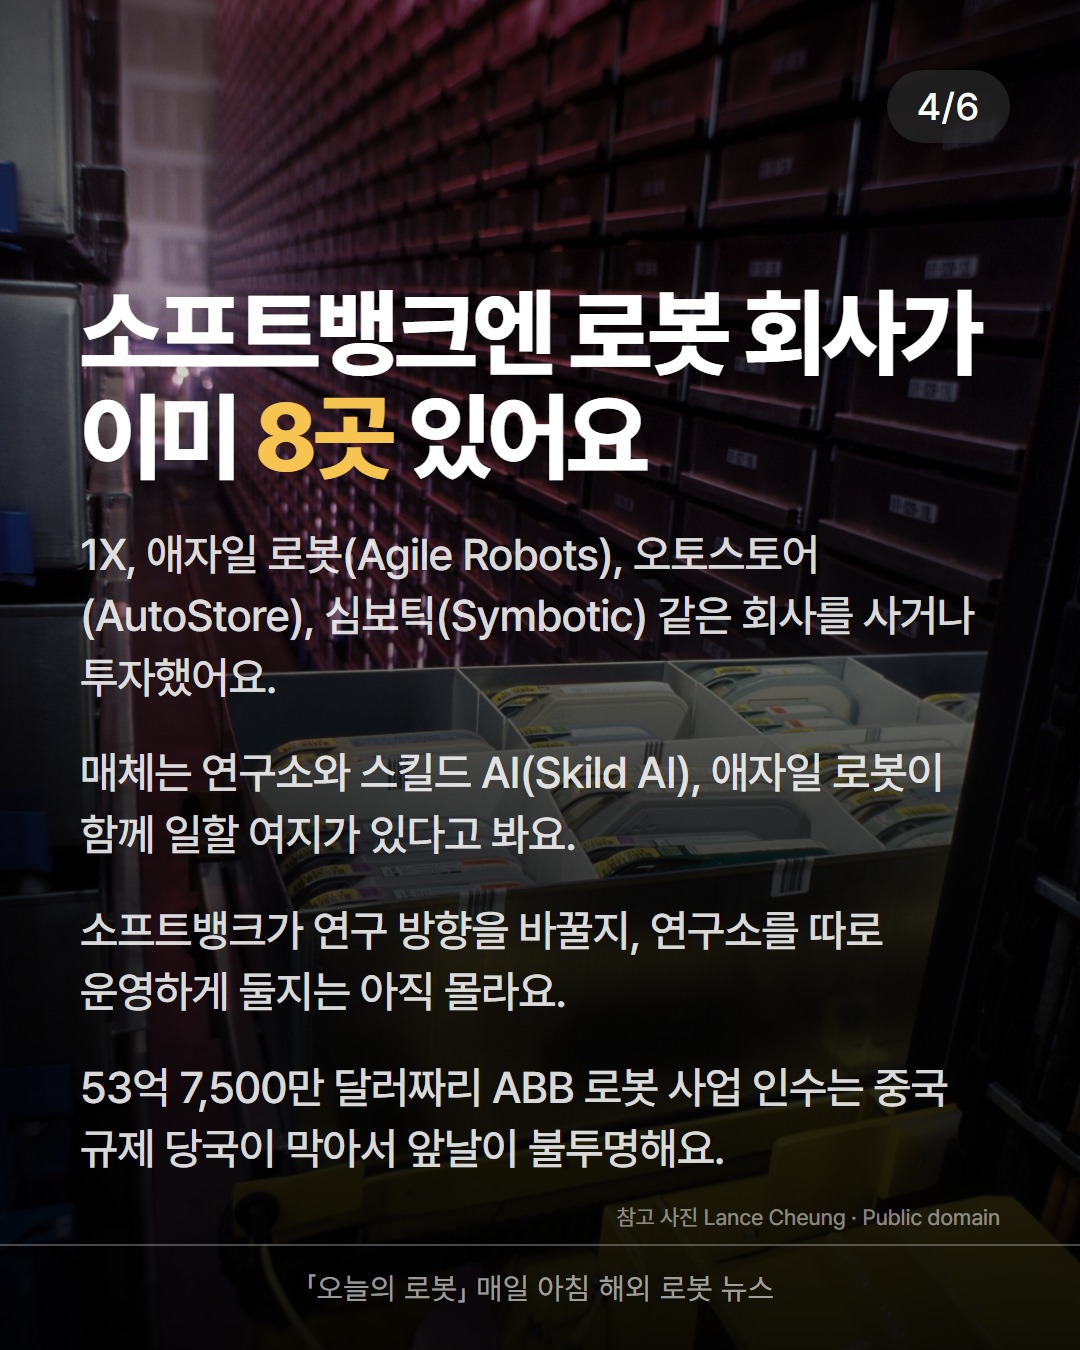 4/6
소프트뱅크엔 로봇 회사가
이미 8곳 있어요
1X, 애자일 로봇(Agile Robots), 오토스토어
(AutoStore), 심보틱(Symbotic) 같은 회사를 사거나
투자했어요.
매체는 연구소와 스킬드 AI(Skild AI), 애자일 로봇이
함께 일할 여지가 있다고 봐요.
소프트뱅크가 연구 방향을 바꿀지, 연구소를 따로
운영하게 둘지는 아직 몰라요.
53억 7,500만 달러짜리 ABB 로봇 사업 인수는 중국
규제 당국이 막아서 앞날이 불투명해요.
참고 사진 Lance Cheung · Public domain
「오늘의 로봇」 매일 아침 해외 로봇 뉴스